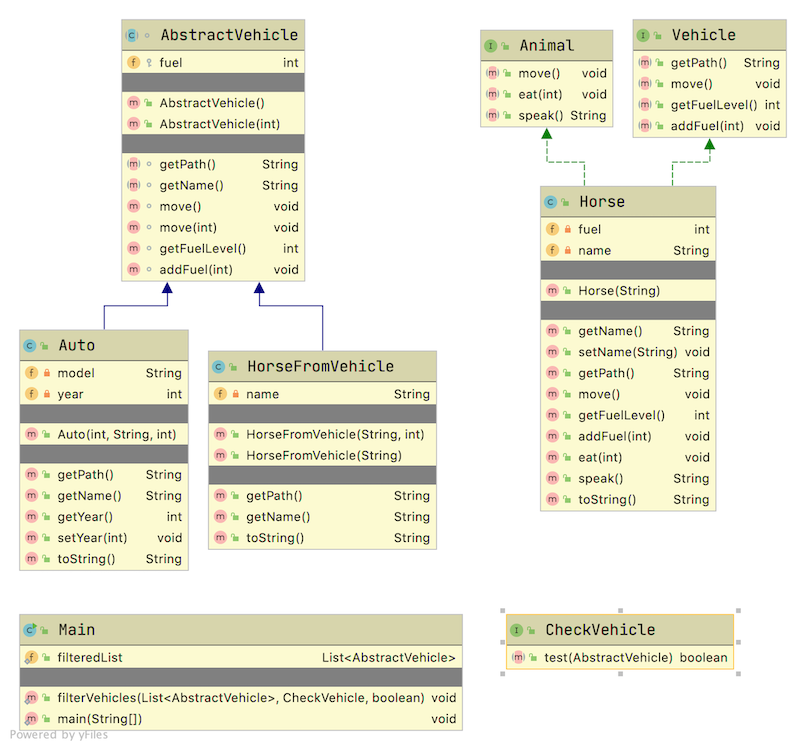 AbstractVehicle
fuel int
AbstractVehicle()
AbstractVehicle(int)
getPath() String
getName() String
move() void
move(int) void
getFuelLevel() int
addFuel(int) void
Animal
move() void
eat(int) void
speak() String
Vehicle
getPath() String
move() void
getFuelLevel() int
addFuel(int) void
Horse
fuel int
name String
Horse(String)
getName() String
setName(String) void
getPath() String
move() void
getFuelLevel() int
addFuel(int) void
eat(int) void
speak() String
toString() String
Auto
model String
year int
Auto(int, String, int)
getPath() String
getName() String
getYear() int
setYear(int) void
toString() String
HorseFromVehicle
name String
HorseFromVehicle(String, int)
HorseFromVehicle(String)
getPath() String
getName() String
toString() String
Main
filteredList List<AbstractVehicle>
filterVehicles(List<AbstractVehicle>, CheckVehicle, boolean) void
main(String[]) void
CheckVehicle
test(AbstractVehicle) boolean
Powered by yFiles